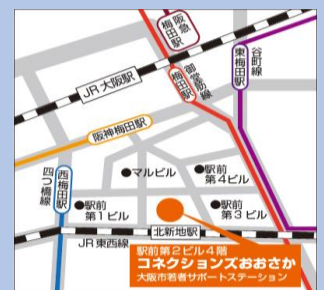 阪急
梅田駅
谷町線
東梅田駅
御堂筋線
梅田駅
JR 大阪駅
阪神梅田駅
西梅田駅
四つ橋線
●マルビル
●駅前
第4ビル
●駅前
第1ビル
●駅前
第3ビル
北新地駅
JR 東西線
駅前第2ビル4階
コネクションズおおさか
大阪市若者サポートステーション